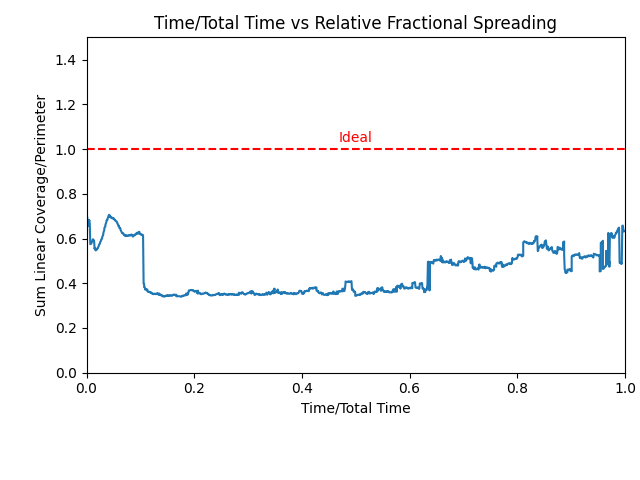 Time/Total Time vs Relative Fractional Spreading
1.4
1.2
1.0
0.8
0.6
0.4
0.2
0.0
Sum Linear Coverage/Perimeter
Ideal
0.0 0.2 0.4 0.6 0.8 1.0
Time/Total Time